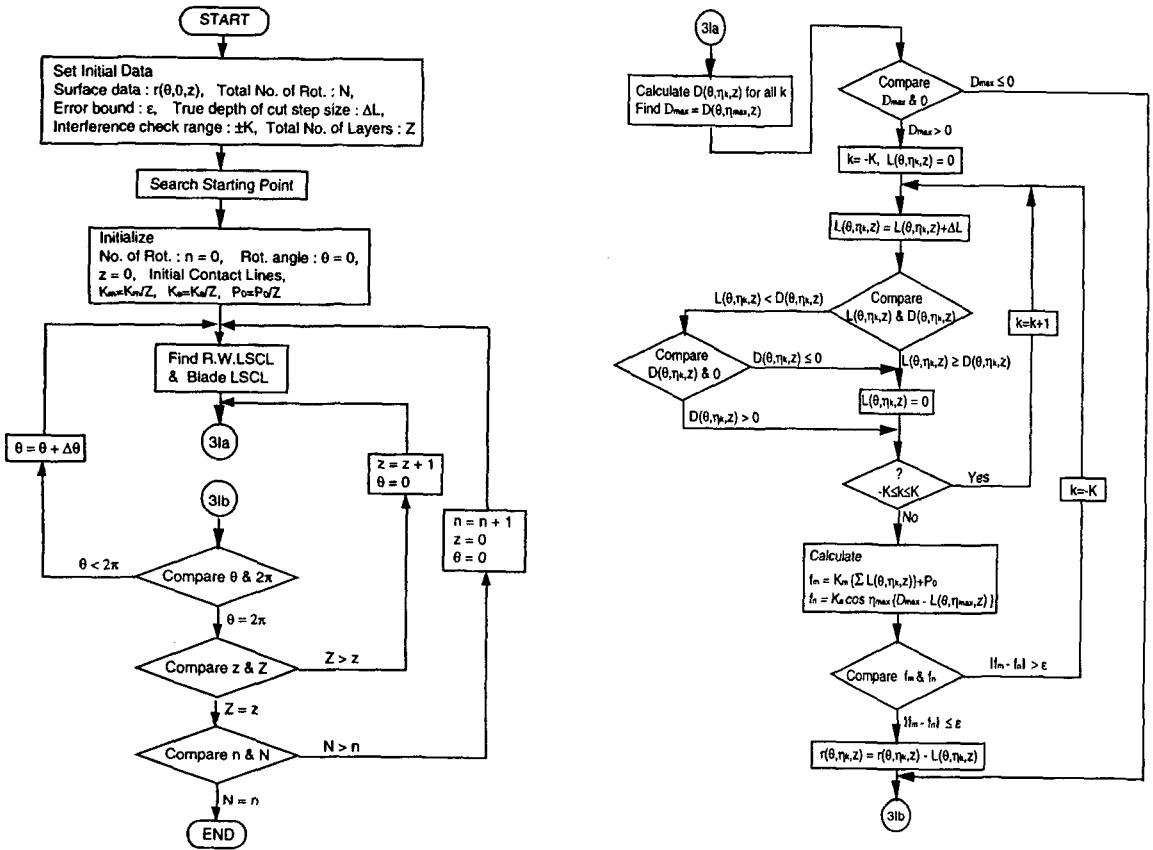 START
Set Initial Data
Surface data : r(θ,0,z), Total No. of Rot. : N,
Error bound : ε, True depth of cut step size : ΔL,
Interference check range : ±K, Total No. of Layers : Z
Search Starting Point
Initialize
No. of Rot. : n = 0, Rot. angle : θ = 0,
z = 0, Initial Contact Lines,
Kₘ=Kₘ/Z, Kₑ=Kₑ/Z, P₀=P₀/Z
Find R.W.LSCL
& Blade LSCL
3Ia
θ = θ + Δθ
z = z + 1
θ = 0
3Ib
n = n + 1
z = 0
θ = 0
θ < 2π
Compare θ & 2π
θ = 2π
Compare z & Z
Z > z
Z = z
Compare n & N
N > n
N = n
END
3Ia
Calculate D(θ,ηₖ,z) for all k
Find Dmax = D(θ,ηmax,z)
Compare
Dmax & 0
Dmax ≤ 0
Dmax > 0
k= -K, L(θ,ηₖ,z) = 0
L(θ,ηₖ,z) = L(θ,ηₖ,z)+ΔL
L(θ,ηₖ,z) < D(θ,ηₖ,z)
Compare
L(θ,ηₖ,z) & D(θ,ηₖ,z)
k=k+1
Compare
D(θ,ηₖ,z) & 0
D(θ,ηₖ,z) ≤ 0
L(θ,ηₖ,z) ≥ D(θ,ηₖ,z)
L(θ,ηₖ,z) = 0
D(θ,ηₖ,z) > 0
?
-K≤k≤K
Yes
k=-K
No
Calculate
fₘ = Kₘ {Σ L(θ,ηₖ,z)}+P₀
fₙ = Kₑ cos ηmax {Dmax - L(θ,ηmax,z) }
Compare fₘ & fₙ
|fₘ - fₙ| > ε
|fₘ - fₙ| ≤ ε
r(θ,ηₖ,z) = r(θ,ηₖ,z) - L(θ,ηₖ,z)
3Ib